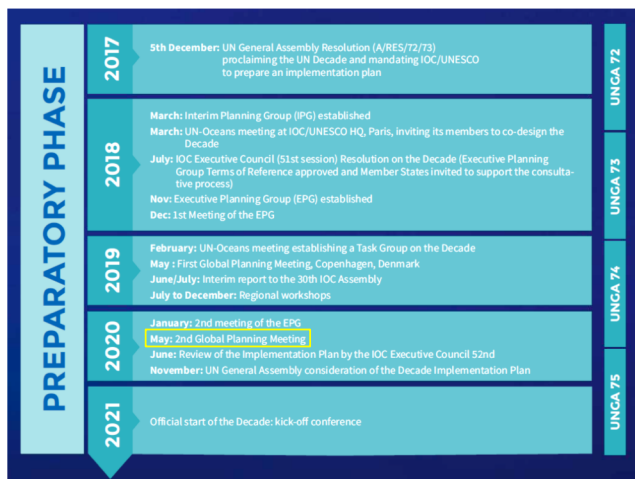 PREPARATORY PHASE
2017
5th December: UN General Assembly Resolution (A/RES/72/73)
proclaiming the UN Decade and mandating IOC/UNESCO
to prepare an implementation plan
2018
March: Interim Planning Group (IPG) established
March: UN-Oceans meeting at IOC/UNESCO HQ, Paris, inviting its members to co-design the
Decade
July: IOC Executive Council (51st session) Resolution on the Decade (Executive Planning
Group Terms of Reference approved and Member States invited to support the consulta-
tive process)
Nov: Executive Planning Group (EPG) established
Dec: 1st Meeting of the EPG
2019
February: UN-Oceans meeting establishing a Task Group on the Decade
May : First Global Planning Meeting, Copenhagen, Denmark
June/July: Interim report to the 30th IOC Assembly
July to December: Regional workshops
2020
January: 2nd meeting of the EPG
May: 2nd Global Planning Meeting
June: Review of the Implementation Plan by the IOC Executive Council 52nd
November: UN General Assembly consideration of the Decade Implementation Plan
2021
Official start of the Decade: kick-off conference
UNGA 72
UNGA 73
UNGA 74
UNGA 75